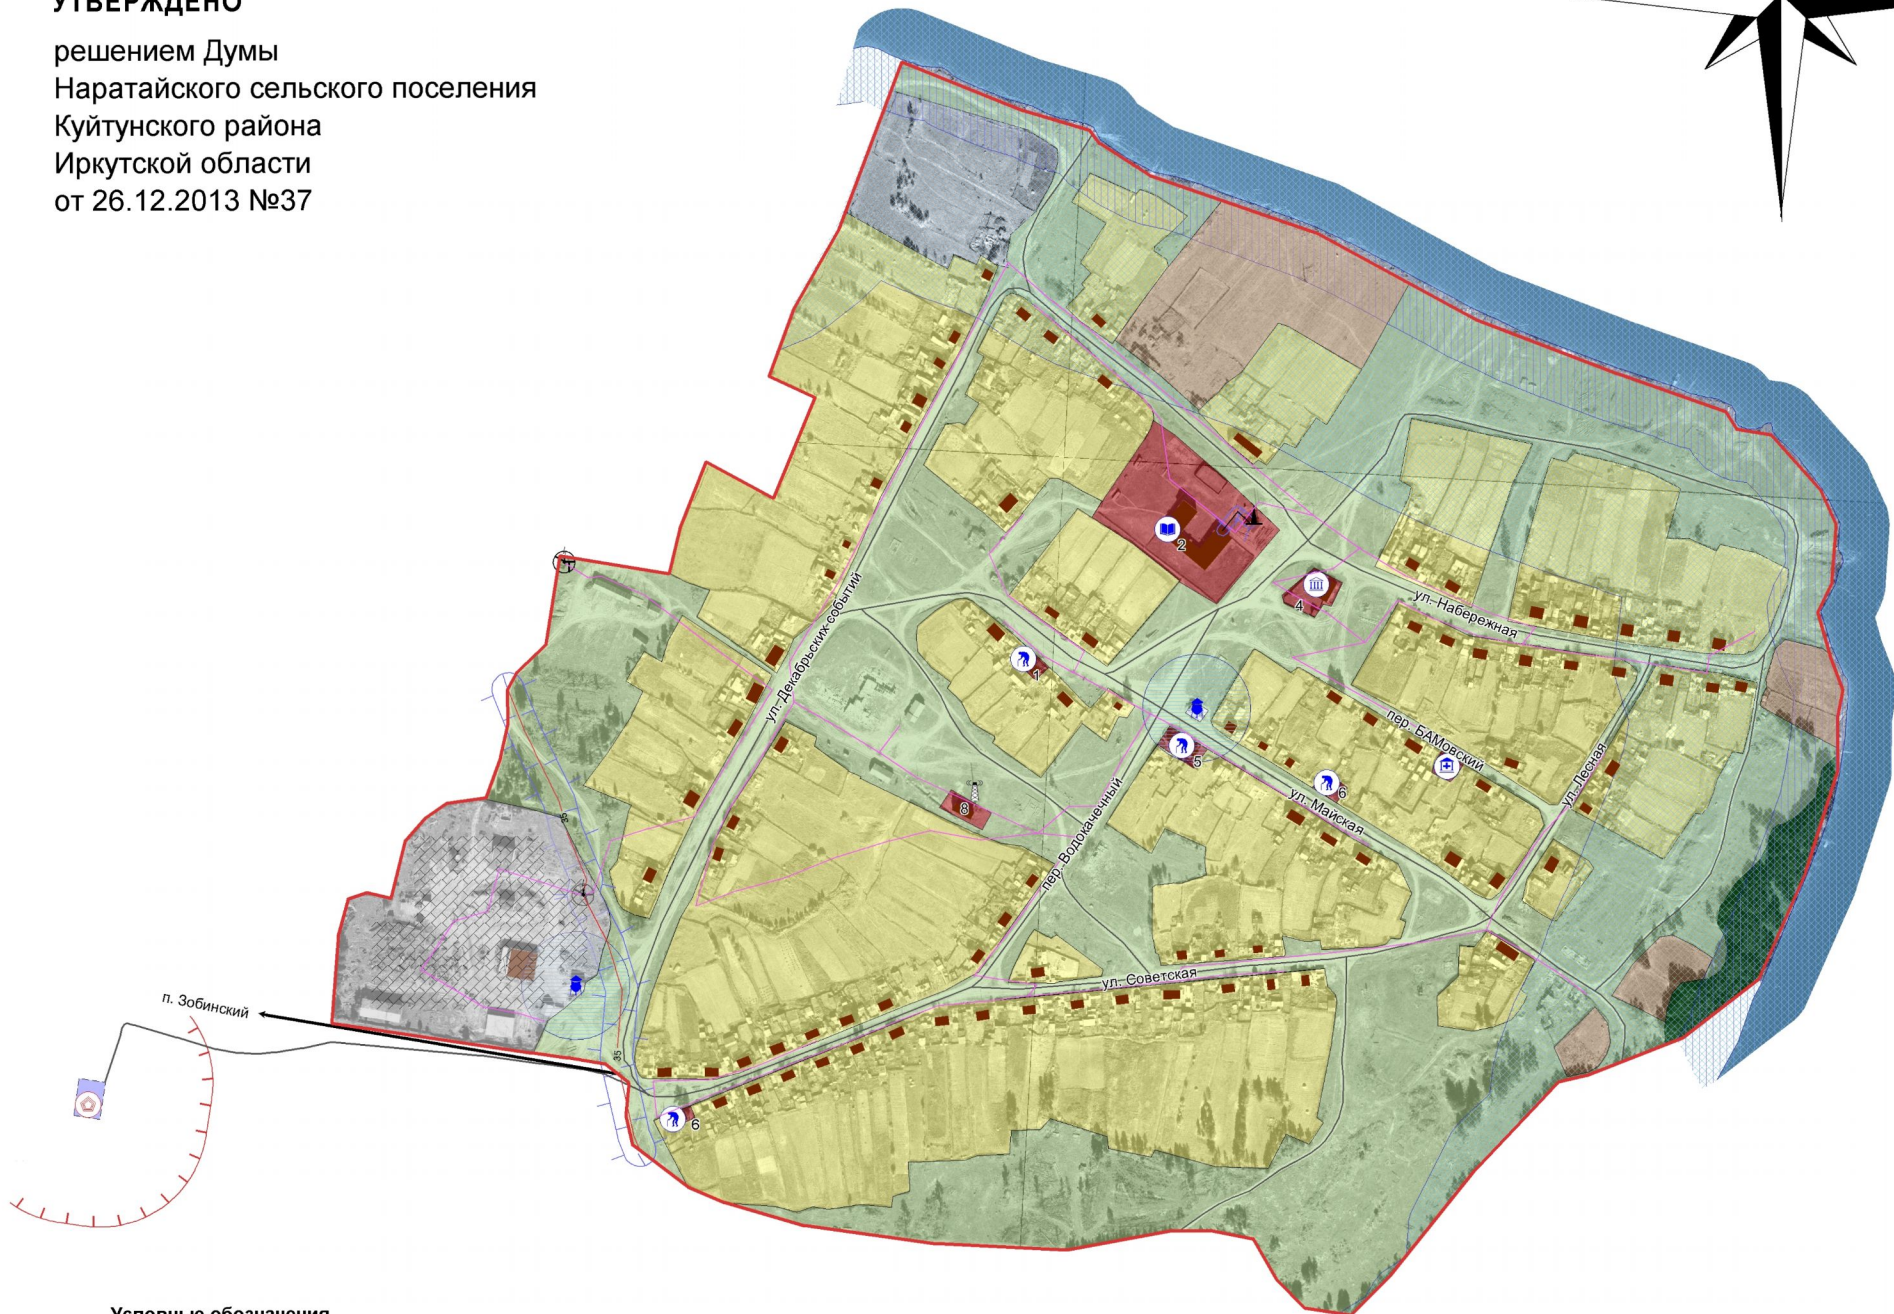 УТВЕРЖДЕНО
решением Думы
Наратайского сельского поселения
Куйтунского района
Иркутской области
от 26.12.2013 №37
2
4
ул. Набережная
ул. Декабрьских событий
1
пер. БАМовский
5
6
ул. Лесная
ул. Майская
8
35
пер. Водокачечный
ул. Советская
п. Зобинский
35
6
Условные обозначения